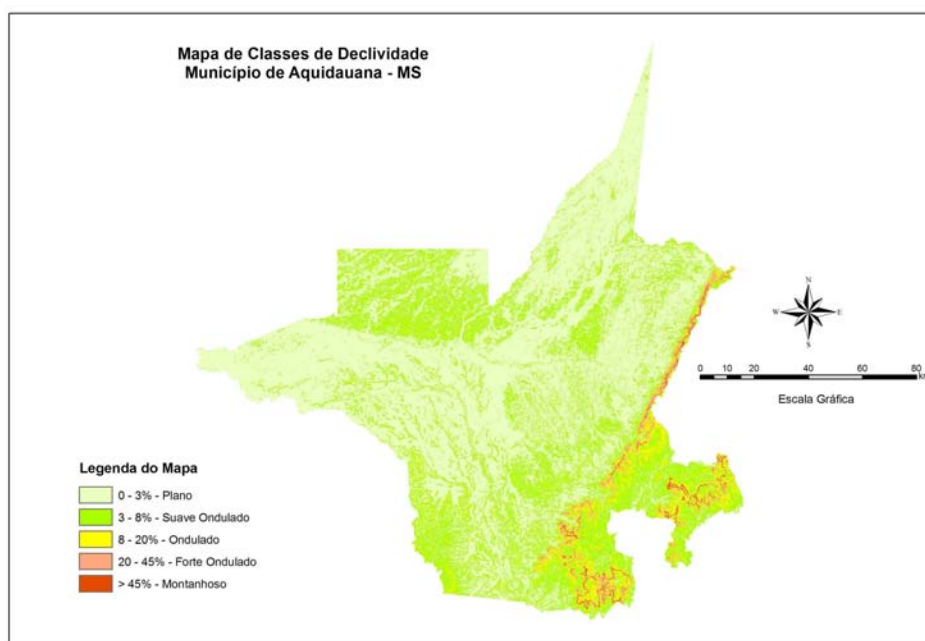 Mapa de Classes de Declividade
Município de Aquidauana - MS
N
W
E
S
0 10 20 40 60 80
km
Escala Gráfica
Legenda do Mapa
0 - 3% - Plano
3 - 8% - Suave Ondulado
8 - 20% - Ondulado
20 - 45% - Forte Ondulado
> 45% - Montanhoso